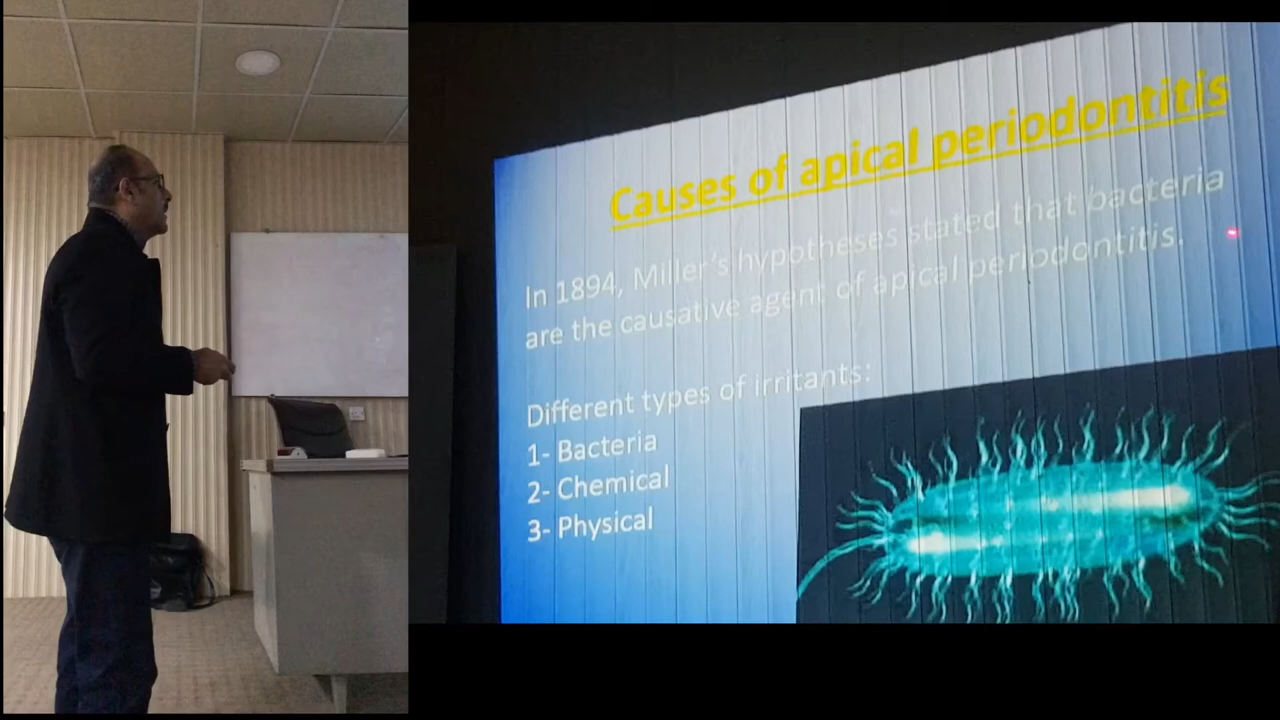 Causes of apical periodontitis
In 1894, Miller's hypotheses stated that bacteria
are the causative agent of apical periodontitis.
Different types of irritants:
1- Bacteria
2- Chemical
3- Physical